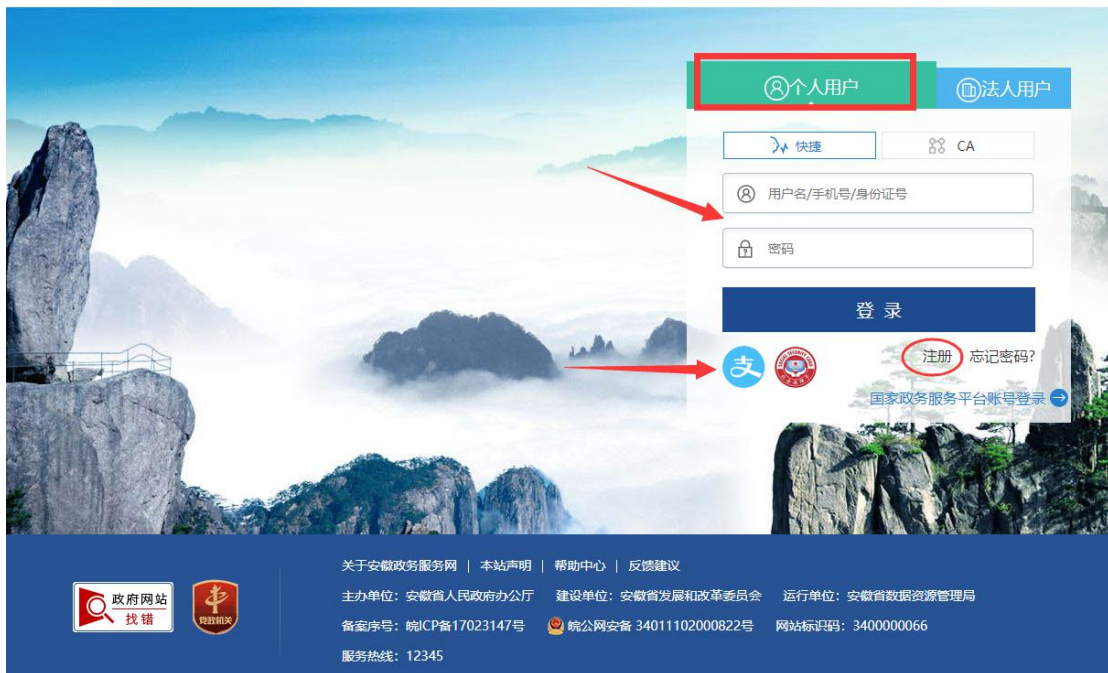 个人用户
法人用户
快捷
CA
用户名/手机号/身份证号
密码
登录
支
注册
忘记密码?
国家政务服务平台账号登录
关于安徽政务服务网 | 本站声明 | 帮助中心 | 反馈建议
政府网站
找错
党政机关
主办单位：安徽省人民政府办公厅 建设单位：安徽省发展和改革委员会 运行单位：安徽省数据资源管理局
备案序号：皖ICP备17023147号 皖公网安备 34011102000822号 网站标识码：3400000066
服务热线：12345